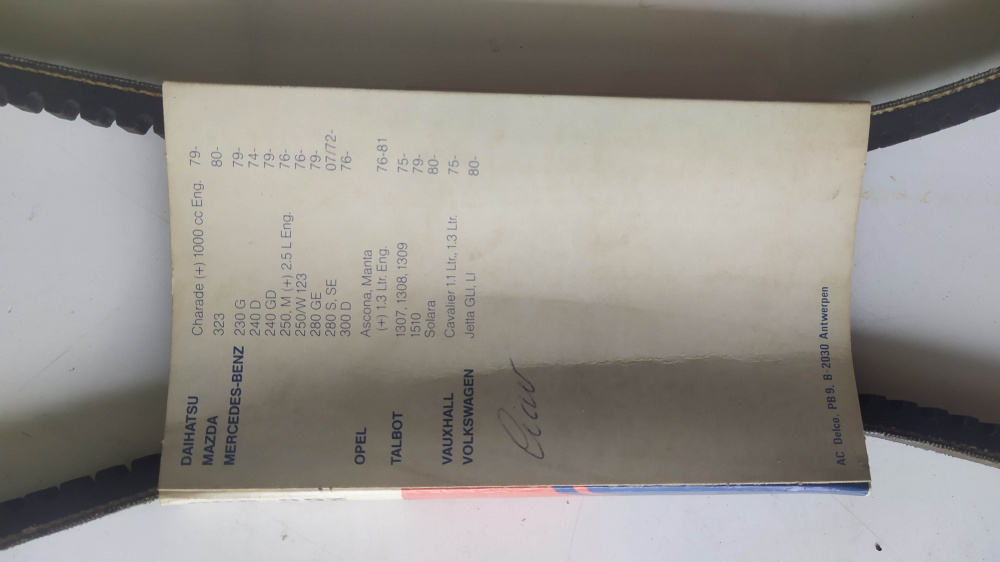 DAIHATSU Charade (+) 1000 cc Eng. 79-
MAZDA 323 80-
MERCEDES-BENZ 230 G 79-
240 D 74-
240 GD 79-
250, M (+) 2.5 L Eng. 76-
250/W 123 76-
280 GE 79-
280 S, SE 07/72-
300 D 76-
OPEL Ascona, Manta
(+) 1.3 Ltr. Eng. 76-81
TALBOT 1307, 1308, 1309 75-
1510 79-
Solara 80-
VAUXHALL Cavalier 1.1 Ltr., 1.3 Ltr. 75-
VOLKSWAGEN Jetta GLI, LI 80-
AC Delco, PB 9, B-2030 Antwerpen